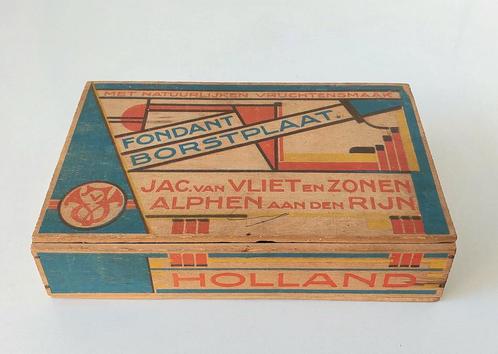 MET NATUURLIJKEN VRUCHTENSMAAK
FONDANT
BORSTPLAAT.
JAC. VAN VLIET EN ZONEN
ALPHEN AAN DEN RIJN
HOLLAND